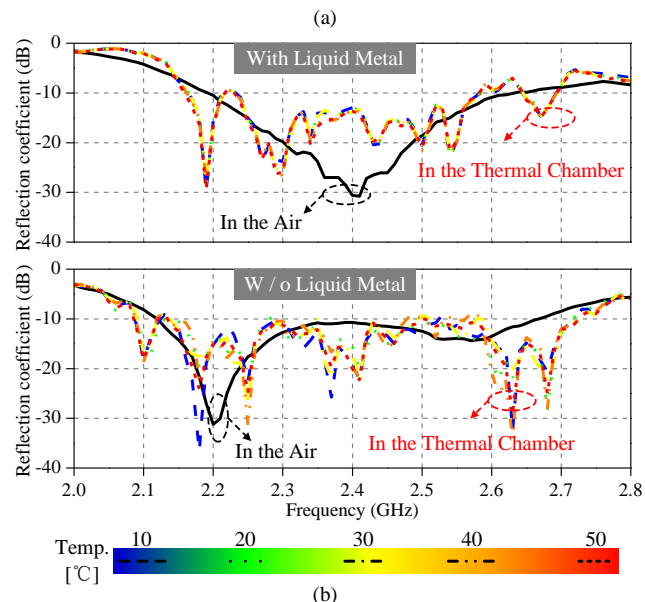 (a)
0
-10
-20
-30
-40
Reflection coefficient (dB)
With Liquid Metal
In the Thermal Chamber
In the Air
0
-10
-20
-30
-40
Reflection coefficient (dB)
W / o Liquid Metal
In the Air
In the Thermal Chamber
2.0 2.1 2.2 2.3 2.4 2.5 2.6 2.7 2.8
Frequency (GHz)
Temp. 10 20 30 40 50
[℃]
(b)